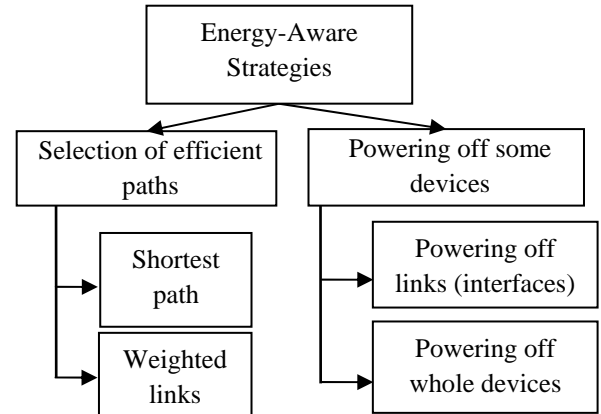 Energy-Aware
Strategies
Selection of efficient
paths
Powering off some
devices
Shortest
path
Powering off
links (interfaces)
Weighted
links
Powering off
whole devices